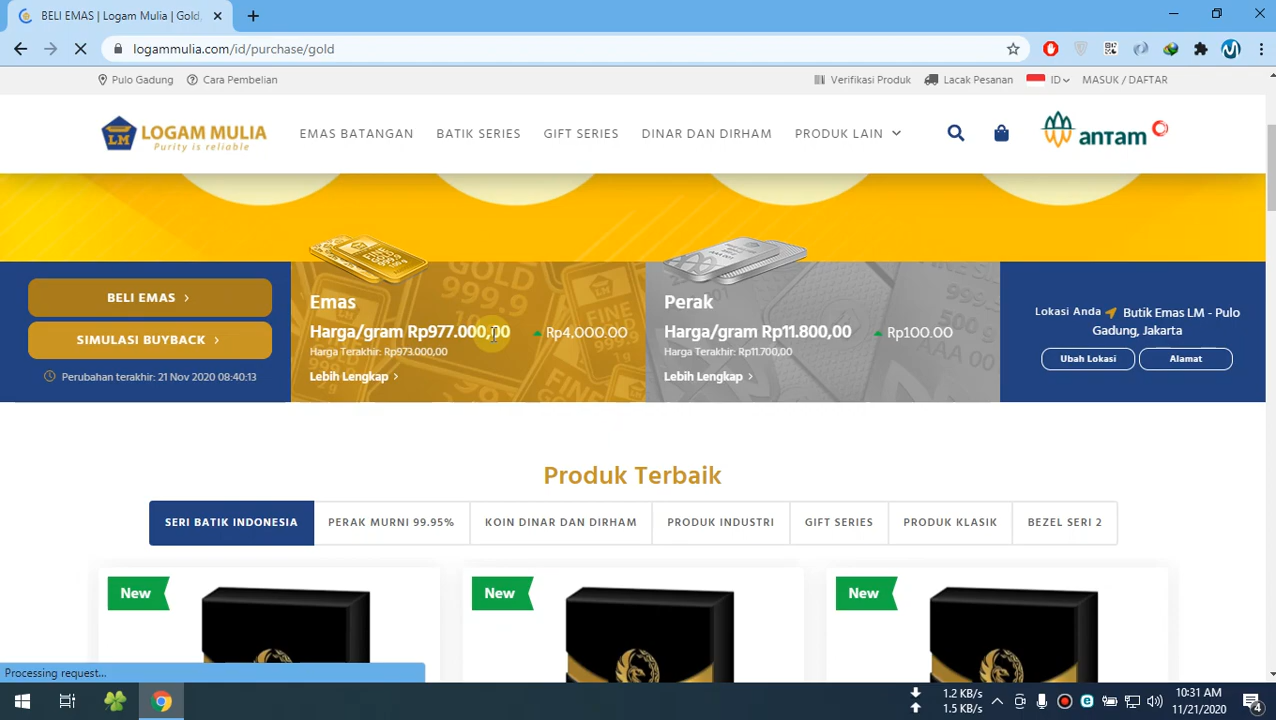 BELI EMAS | Logam Mulia | Gold,
logammulia.com/id/purchase/gold
Pulo Gadung
Cara Pembelian
Verifikasi Produk
Lacak Pesanan
ID
MASUK / DAFTAR
LM
LOGAM MULIA
Purity is reliable
EMAS BATANGAN
BATIK SERIES
GIFT SERIES
DINAR DAN DIRHAM
PRODUK LAIN
antam
BELI EMAS
SIMULASI BUYBACK
Perubahan terakhir: 21 Nov 2020 08:40:13
Emas
Harga/gram Rp977.000,00
Rp4,000.00
Harga Terakhir: Rp973.000,00
Lebih Lengkap
Perak
Harga/gram Rp11.800,00
Rp100.00
Harga Terakhir: Rp11.700,00
Lebih Lengkap
Lokasi Anda Butik Emas LM - Pulo
Gadung, Jakarta
Ubah Lokasi
Alamat
Produk Terbaik
SERI BATIK INDONESIA
PERAK MURNI 99.95%
KOIN DINAR DAN DIRHAM
PRODUK INDUSTRI
GIFT SERIES
PRODUK KLASIK
BEZEL SERI 2
New
New
New
Processing request...
1.2 KB/s
1.5 KB/s
10:31 AM
11/21/2020
4